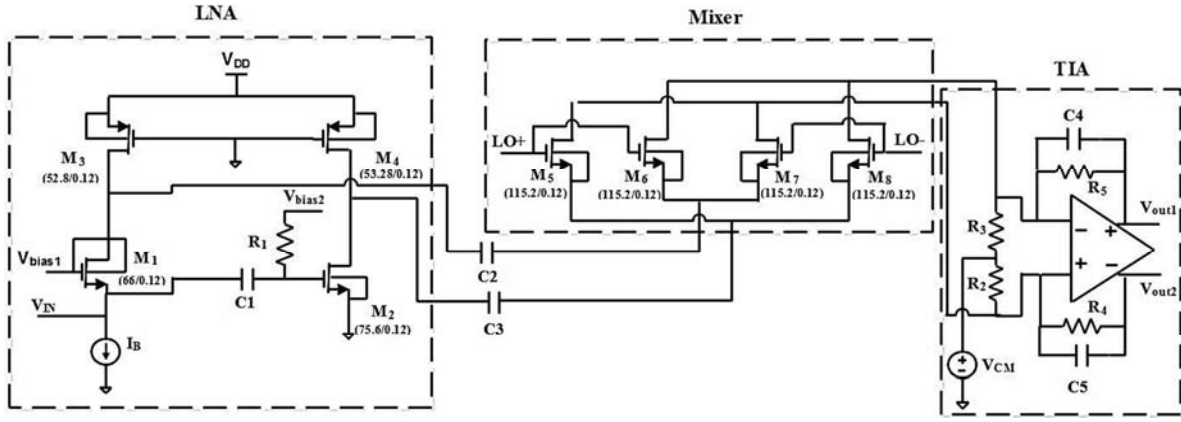 LNA
V_DD
M3
(52.8/0.12)
M4
(53.28/0.12)
Vbias1
M1
(66/0.12)
Vbias2
R1
C1
VIN
IB
M2
(75.6/0.12)
C2
C3
Mixer
LO+
LO-
M5
(115.2/0.12)
M6
(115.2/0.12)
M7
(115.2/0.12)
M8
(115.2/0.12)
TIA
C4
R5
R3
R2
− +
+ −
Vout1
Vout2
R4
C5
+
−
VCM